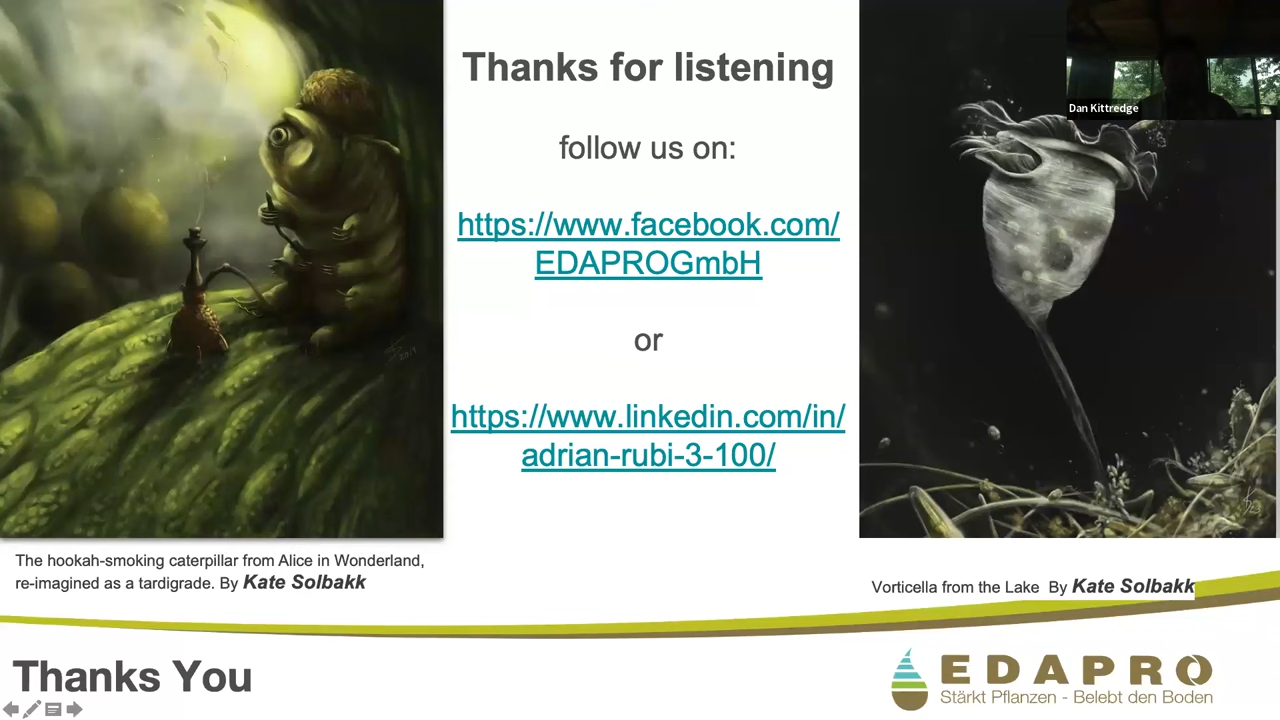 Thanks for listening
follow us on:
https://www.facebook.com/
EDAPROGmbH
or
https://www.linkedin.com/in/
adrian-rubi-3-100/
Dan Kittredge
The hookah-smoking caterpillar from Alice in Wonderland,
re-imagined as a tardigrade. By Kate Solbakk
Vorticella from the Lake By Kate Solbakk
Thanks You
EDAPRO
Stärkt Pflanzen - Belebt den Boden